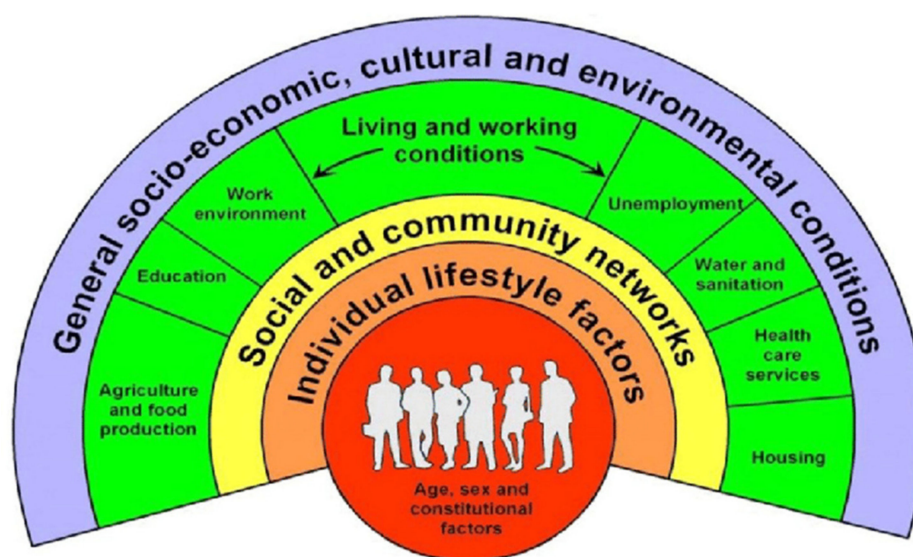 General socio-economic, cultural and environmental conditions
Living and working
conditions
Agriculture
and food
production
Education
Work
environment
Unemployment
Water and
sanitation
Health
care
services
Housing
Social and community networks
Individual lifestyle factors
Age, sex and
constitutional
factors